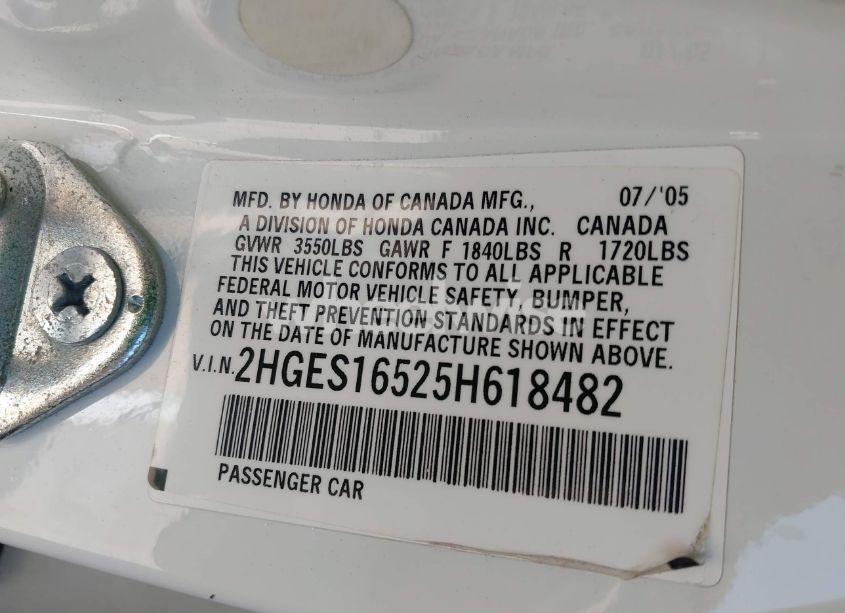 MFD. BY HONDA OF CANADA MFG., 07/'05
A DIVISION OF HONDA CANADA INC. CANADA
GVWR 3550LBS GAWR F 1840LBS R 1720LBS
THIS VEHICLE CONFORMS TO ALL APPLICABLE
FEDERAL MOTOR VEHICLE SAFETY, BUMPER,
AND THEFT PREVENTION STANDARDS IN EFFECT
ON THE DATE OF MANUFACTURE SHOWN ABOVE.
V.I.N. 2HGES16525H618482
PASSENGER CAR